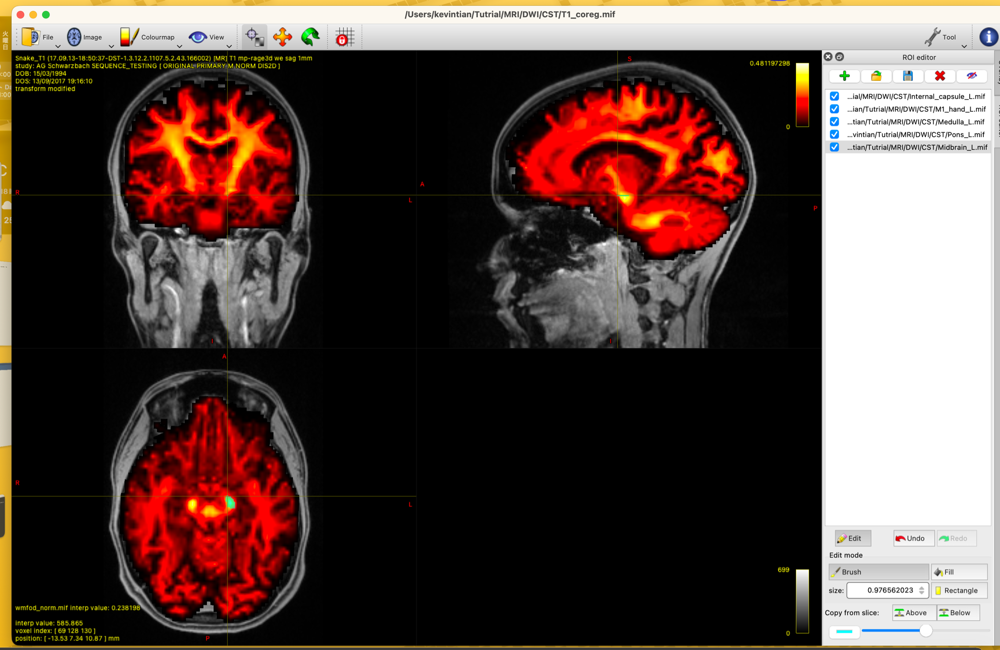 /Users/kevintian/Tutrial/MRI/DWI/CST/T1_coreg.mif
File
Image
Colourmap
View
Tool
Snake_T1 (17.09.13-18:50:37-DST-1.3.12.2.1107.5.2.43.166002) [MR] T1 mp-rage3d we sag 1mm
study: AG Schwarzbach SEQUENCE_TESTING [ ORIGINAL PRIMARY M NORM DIS2D ]
DOB: 15/03/1994
DOS: 13/09/2017 19:16:10
transform modified
R
L
I
S
A
P
I
0.481197298
0
A
R
L
P
699
0
wmfod_norm.mif interp value: 0.238198
interp value: 585.865
voxel index: [ 69 128 130 ]
position: [ -13.53 7.34 10.87 ] mm
ROI editor
...ial/MRI/DWI/CST/Internal_capsule_L.mif
...ian/Tutrial/MRI/DWI/CST/M1_hand_L.mif
...tian/Tutrial/MRI/DWI/CST/Medulla_L.mif
...vintian/Tutrial/MRI/DWI/CST/Pons_L.mif
...tian/Tutrial/MRI/DWI/CST/Midbrain_L.mif
Edit
Undo
Redo
Edit mode
Brush
Fill
size:
0.976562023
Rectangle
Copy from slice:
Above
Below
火曜日